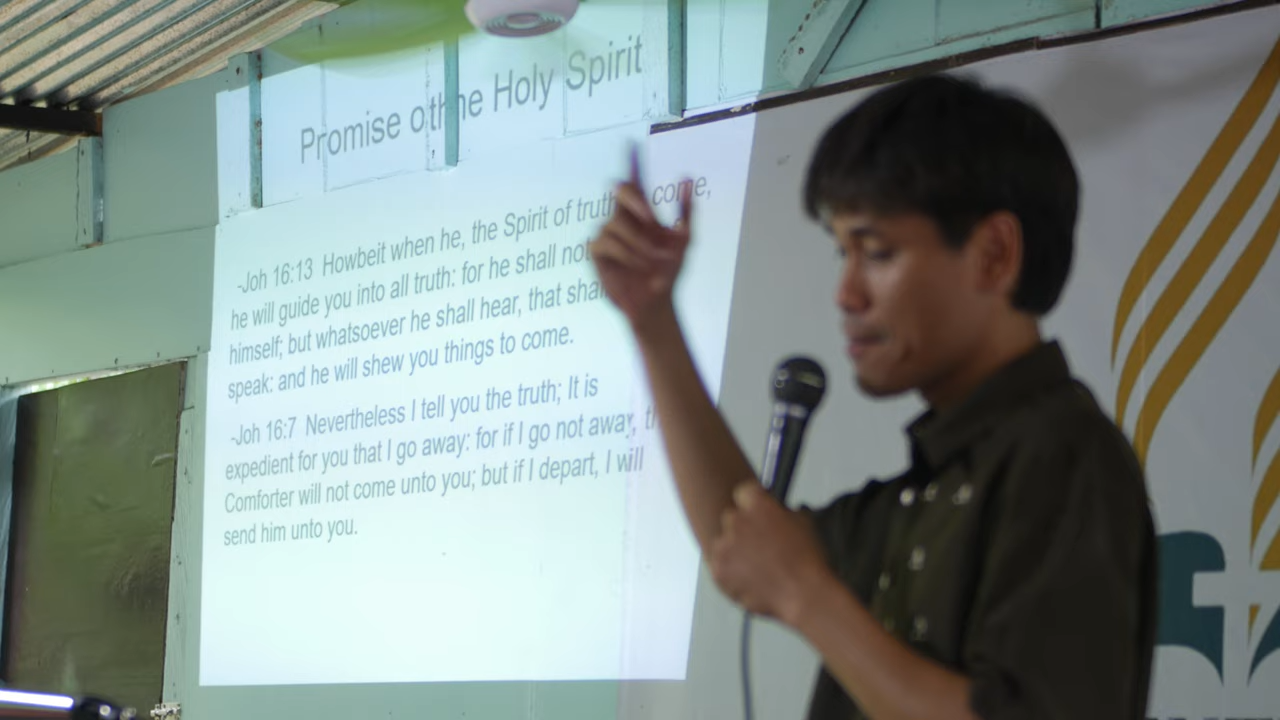 Promise of the Holy Spirit
-Joh 16:13 Howbeit when he, the Spirit of truth, come,
he will guide you into all truth: for he shall not
himself; but whatsoever he shall hear, that
speak: and he will shew you things to come.
-Joh 16:7 Nevertheless I tell you the truth; It is
expedient for you that I go away: for if I go not away,
Comforter will not come unto you; but if I depart, I will
send him unto you.